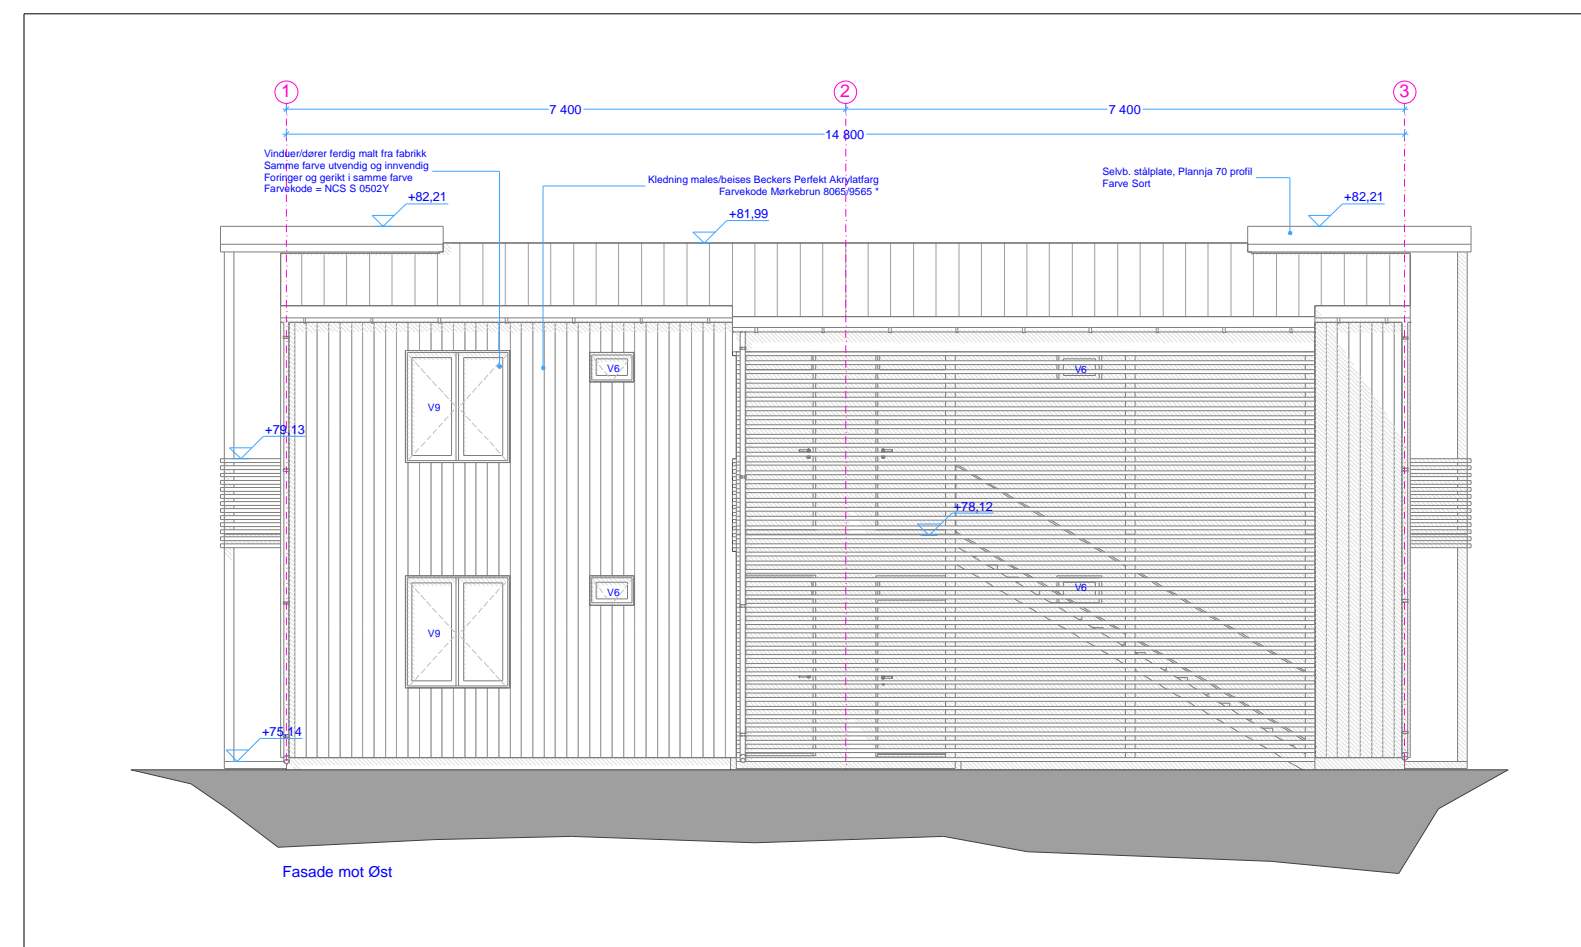 1
2
3
7 400
7 400
14 800
Vinduer/dører ferdig malt fra fabrikk
Samme farve utvendig og innvendig
Foringer og gerikt i samme farve
Farvekode = NCS S 0502Y
Kledning males/beises Beckers Perfekt Akrylatfarg
Farvekode Mørkebrun 8065/9565 *
Selvb. stålplate, Plannja 70 profil
Farve Sort
+82,21
+81,99
+82,21
V6
V6
V9
+79,13
+78,12
V6
V6
V9
+75,14
Fasade mot Øst